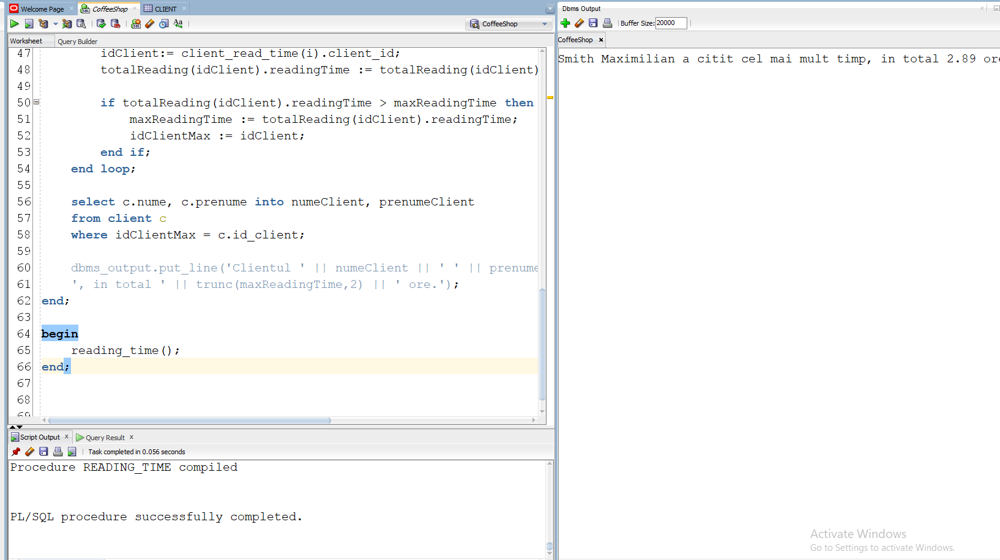 Welcome Page
CoffeeShop
CLIENT
CoffeeShop
Worksheet Query Builder
47 idClient:= client_read_time(i).client_id;
48 totalReading(idClient).readingTime := totalReading(idClient)
49
50 if totalReading(idClient).readingTime > maxReadingTime then
51 maxReadingTime := totalReading(idClient).readingTime;
52 idClientMax := idClient;
53 end if;
54 end loop;
55
56 select c.nume, c.prenume into numeClient, prenumeClient
57 from client c
58 where idClientMax = c.id_client;
59
60 dbms_output.put_line('Clientul ' || numeClient || ' ' || prenume
61 ', in total ' || trunc(maxReadingTime,2) || ' ore.');
62 end;
63
64 begin
65 reading_time();
66 end;
67
68
69
Script Output Query Result
Task completed in 0.056 seconds
Procedure READING_TIME compiled
PL/SQL procedure successfully completed.
Dbms Output
Buffer Size: 20000
CoffeeShop
Smith Maximilian a citit cel mai mult timp, in total 2.89 ore
Activate Windows
Go to Settings to activate Windows.